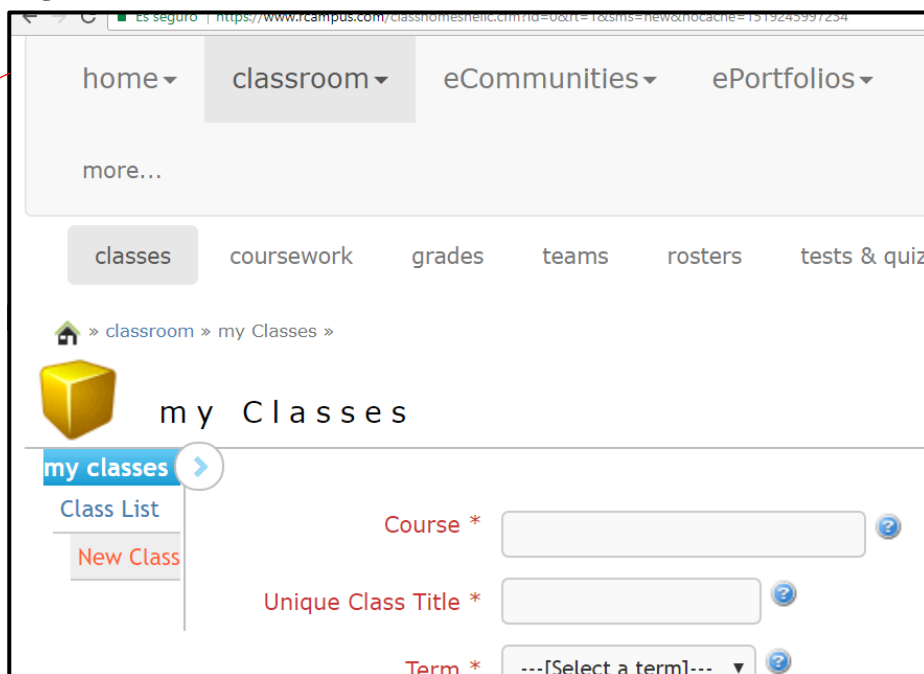 Es seguro | https://www.rcampus.com/classhomeshellc.cfm?id=0&rt=1&sms=new&nocache=1519245997234
home classroom eCommunities ePortfolios
more...
classes coursework grades teams rosters tests & quiz
» classroom » my Classes »
my Classes
my classes
Class List
New Class
Course *
Unique Class Title *
Term * ---[Select a term]---